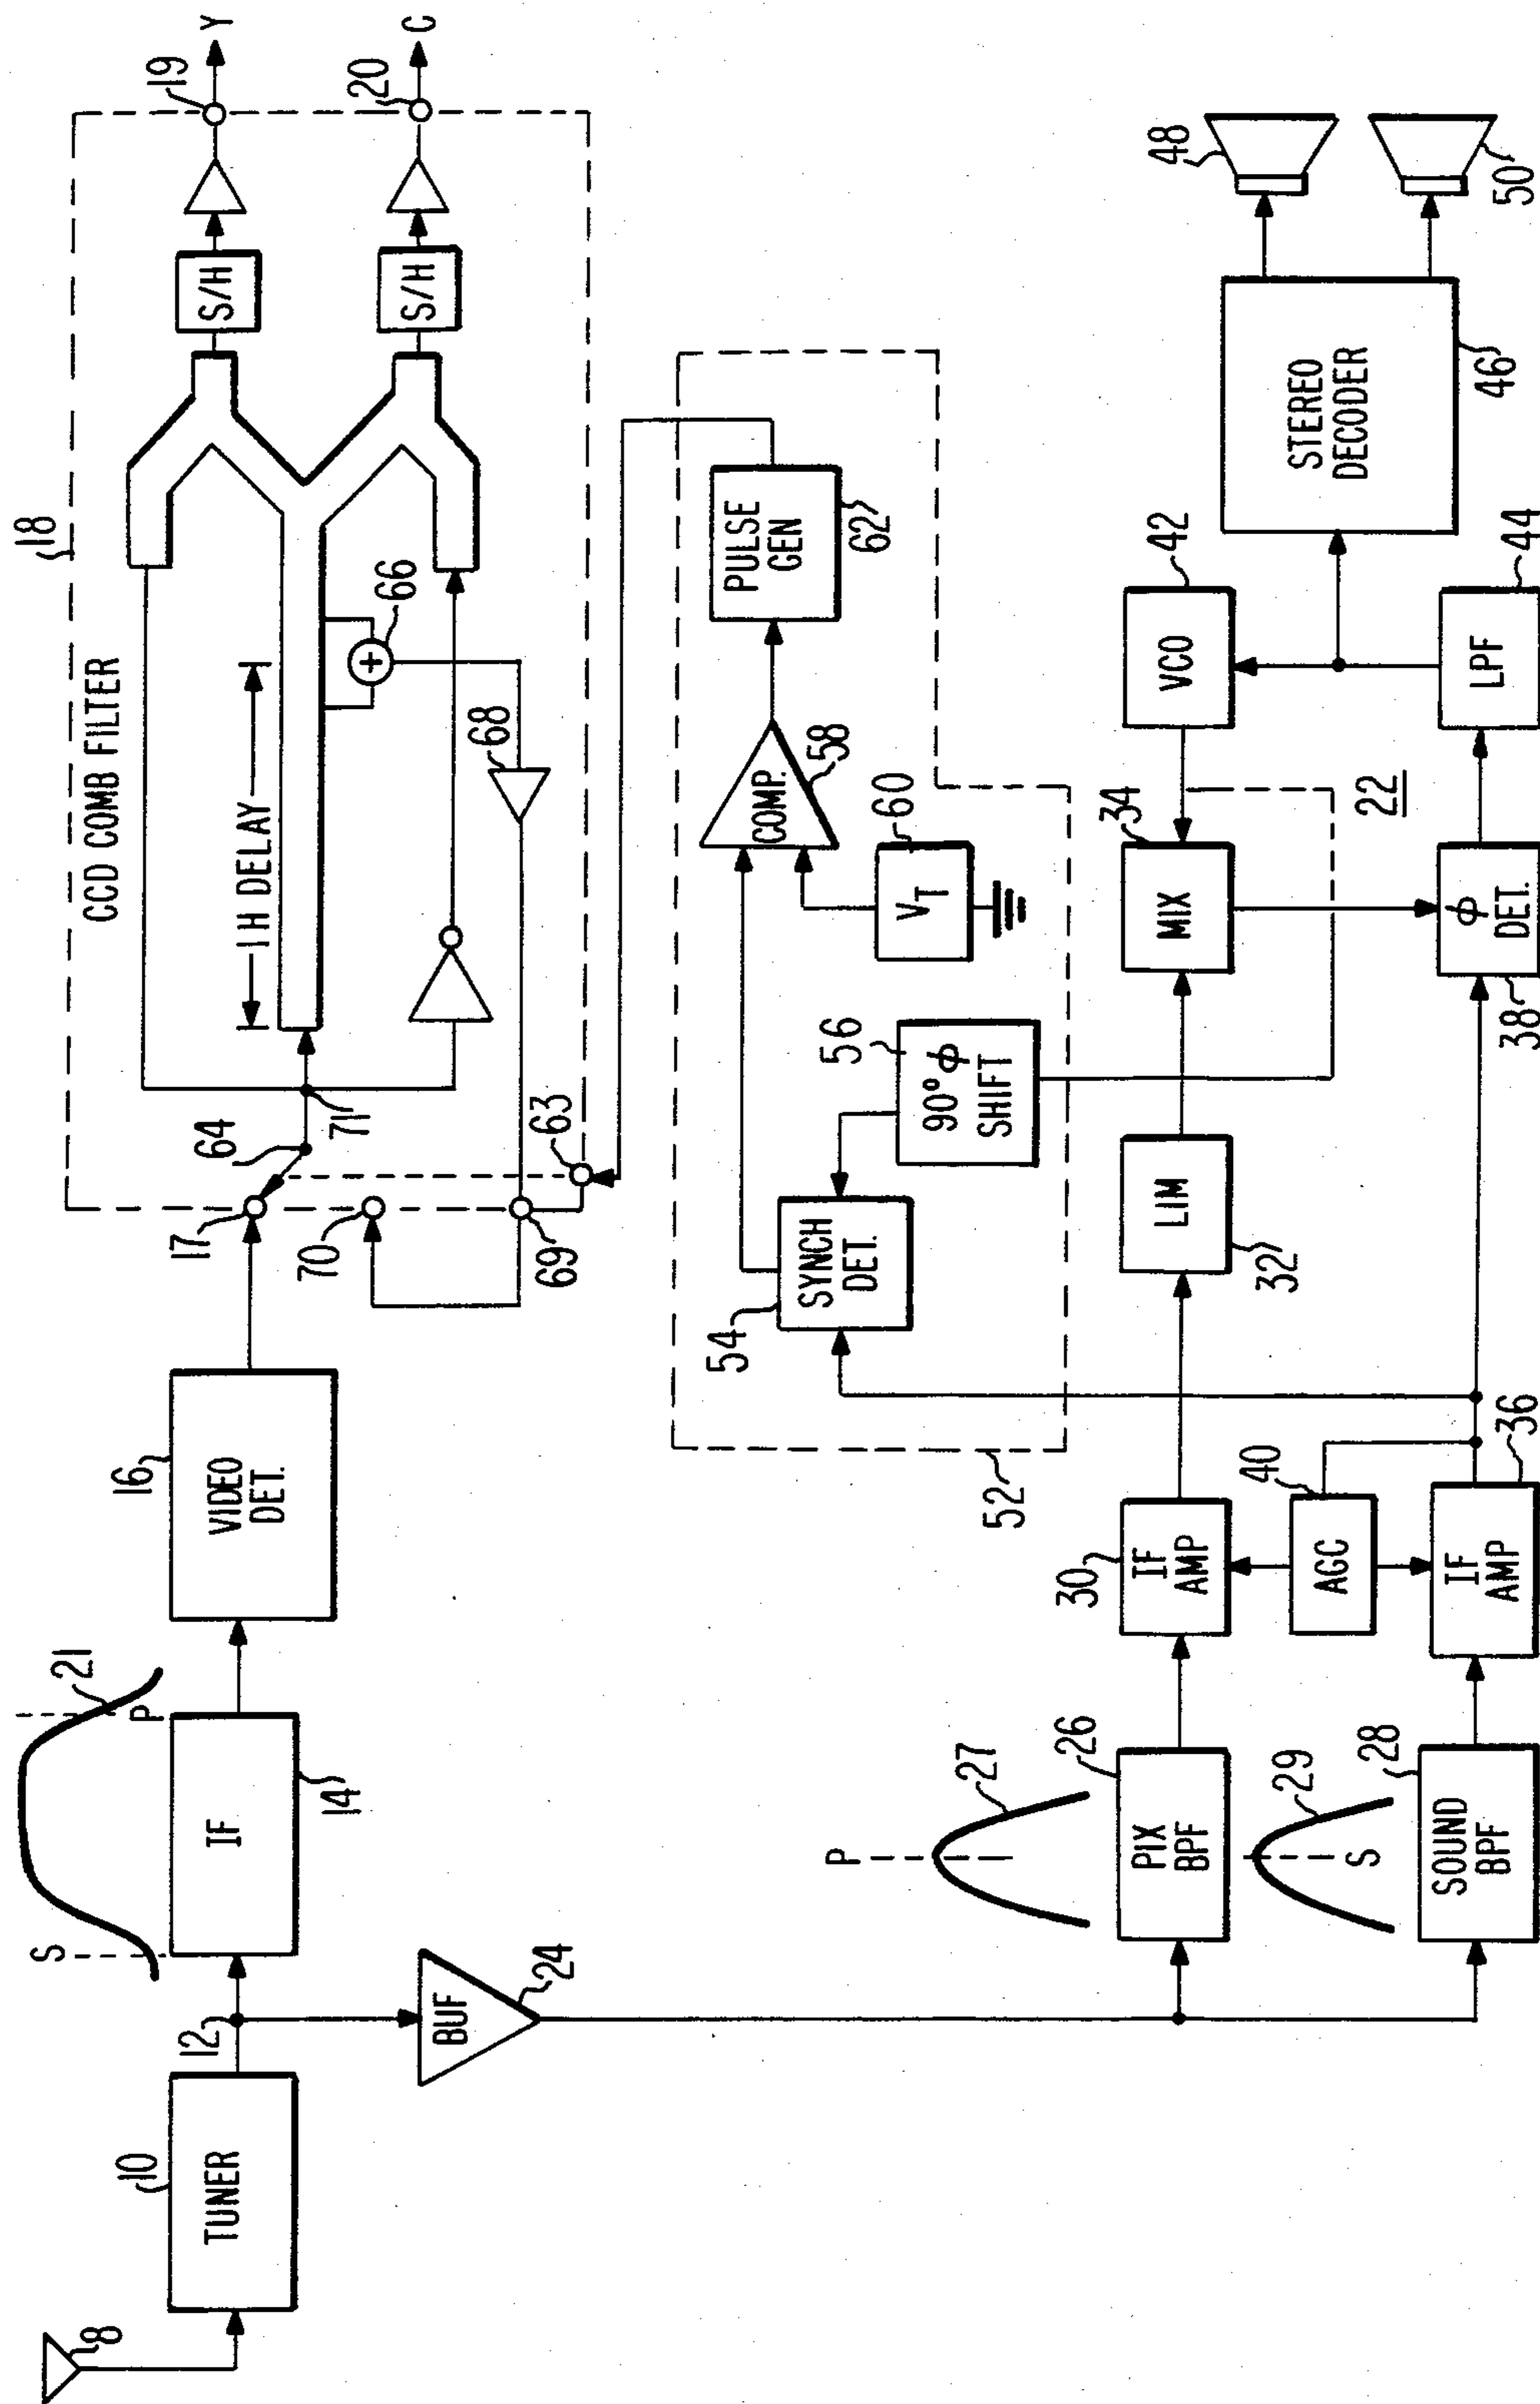 8
10
TUNER
12
S
IF
14
P
21
16
VIDEO
DET.
BUF
24
17
64
71
70
69
63
18
CCD COMB FILTER
1H DELAY
66
68
S/H
S/H
19
Y
20
C
52
54
SYNCH
DET.
56
90° ϕ
SHIFT
COMP.
58
60
V_T
PULSE
GEN
62
P
27
26
PIX
BPF
29
S
28
SOUND
BPF
30
IF
AMP
40
AGC
IF
AMP
36
LIM
32
34
MIX
22
ϕ
DET.
38
42
VCO
LPF
44
STEREO
DECODER
46
48
50